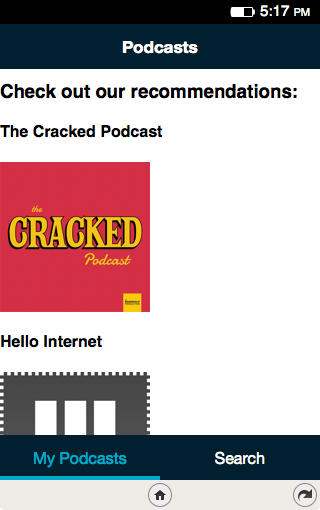 5:17 PM
Podcasts
Check out our recommendations:
The Cracked Podcast
the
CRACKED
Podcast
Hello Internet
My Podcasts
Search